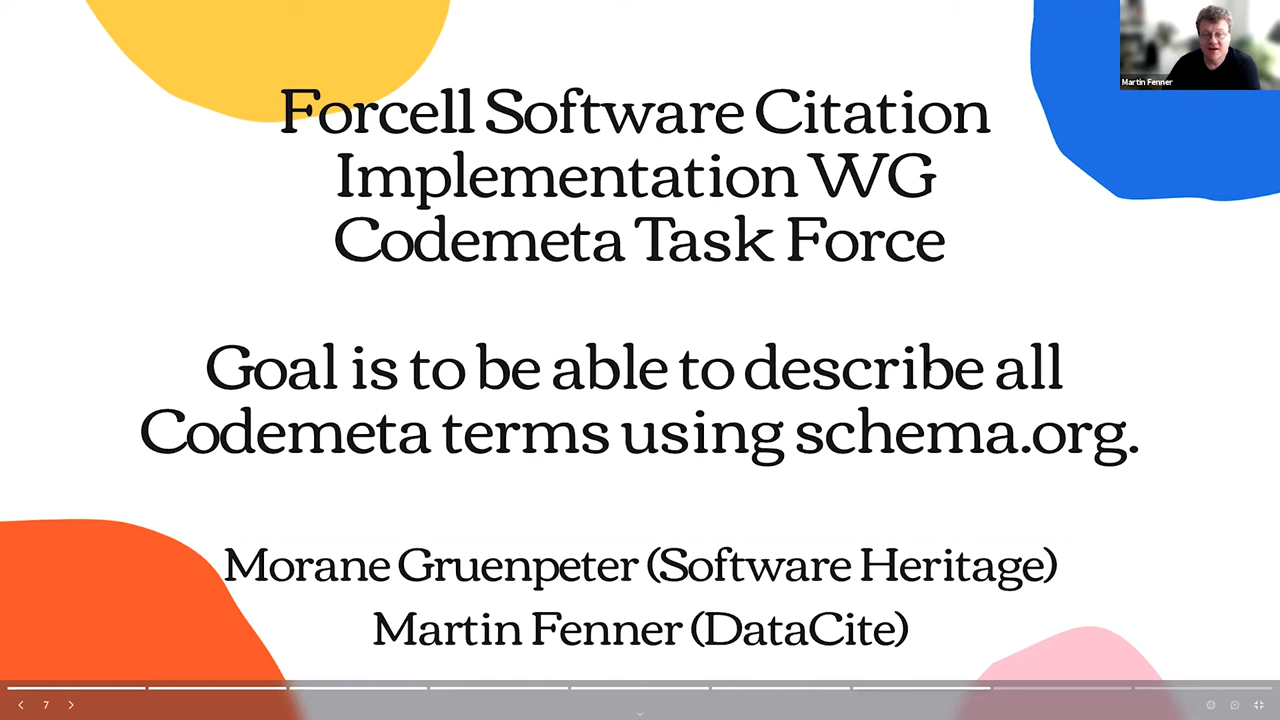 Martin Fenner
Force11 Software Citation
Implementation WG
Codemeta Task Force
Goal is to be able to describe all
Codemeta terms using schema.org.
Morane Gruenpeter (Software Heritage)
Martin Fenner (DataCite)
7